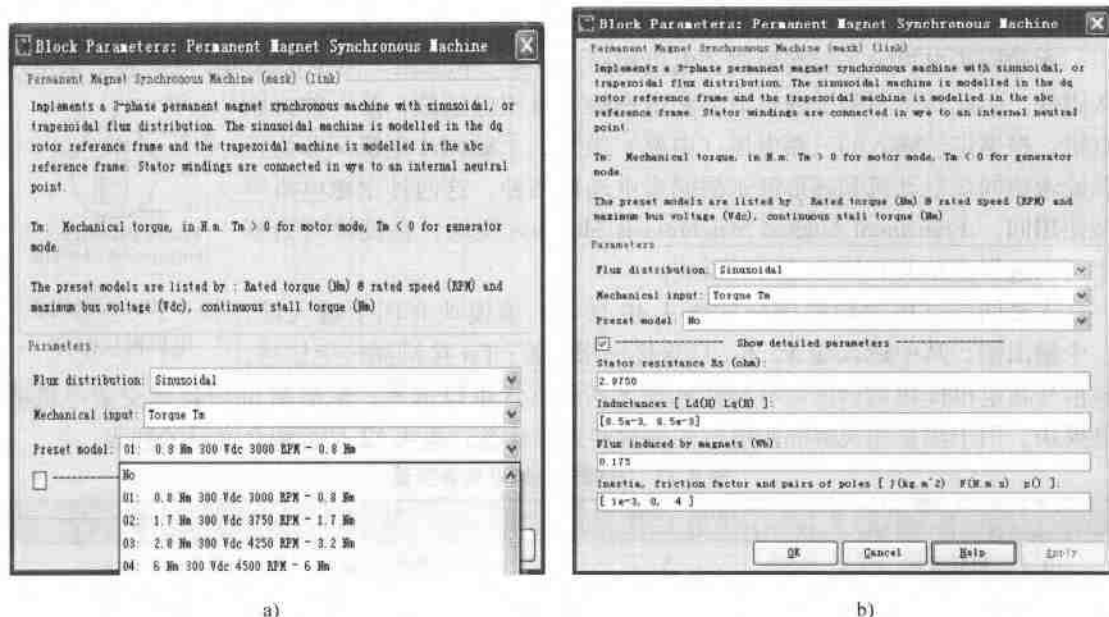 Block Parameters: Permanent Magnet Synchronous Machine
Permanent Magnet Synchronous Machine (mask) (link)
Implements a 3-phase permanent magnet synchronous machine with sinusoidal, or
trapezoidal flux distribution. The sinusoidal machine is modelled in the dq
rotor reference frame and the trapezoidal machine is modelled in the abc
reference frame. Stator windings are connected in wye to an internal neutral
point.
Tm: Mechanical torque, in N.m. Tm > 0 for motor mode, Tm < 0 for generator
mode.
The preset models are listed by : Rated torque (Nm) @ rated speed (RPM) and
maximum bus voltage (Vdc), continuous stall torque (Nm)
Parameters
Flux distribution: Sinusoidal
Mechanical input: Torque Tm
Preset model: 01: 0.8 Nm 300 Vdc 3000 RPM - 0.8 Nm
No
01: 0.8 Nm 300 Vdc 3000 RPM - 0.8 Nm
02: 1.7 Nm 300 Vdc 3750 RPM - 1.7 Nm
03: 2.8 Nm 300 Vdc 4250 RPM - 3.2 Nm
04: 6 Nm 300 Vdc 4500 RPM - 6 Nm
a)
Block Parameters: Permanent Magnet Synchronous Machine
Permanent Magnet Synchronous Machine (mask) (link)
Implements a 3-phase permanent magnet synchronous machine with sinusoidal, or
trapezoidal flux distribution. The sinusoidal machine is modelled in the dq
rotor reference frame and the trapezoidal machine is modelled in the abc
reference frame. Stator windings are connected in wye to an internal neutral
point.
Tm: Mechanical torque, in N.m. Tm > 0 for motor mode, Tm < 0 for generator
mode.
The preset models are listed by : Rated torque (Nm) @ rated speed (RPM) and
maximum bus voltage (Vdc), continuous stall torque (Nm)
Parameters
Flux distribution: Sinusoidal
Mechanical input: Torque Tm
Preset model: No
Show detailed parameters
Stator resistance Rs (ohm):
2.8750
Inductances [ Ld(H) Lq(H) ]:
[8.5e-3, 8.5e-3]
Flux induced by magnets (Wb)
0.175
Inertia, friction factor and pairs of poles [ J(kg.m^2) F(N.m.s) p() ]:
[ 1e-3, 0, 4 ]
OK
Cancel
Help
Apply
b)